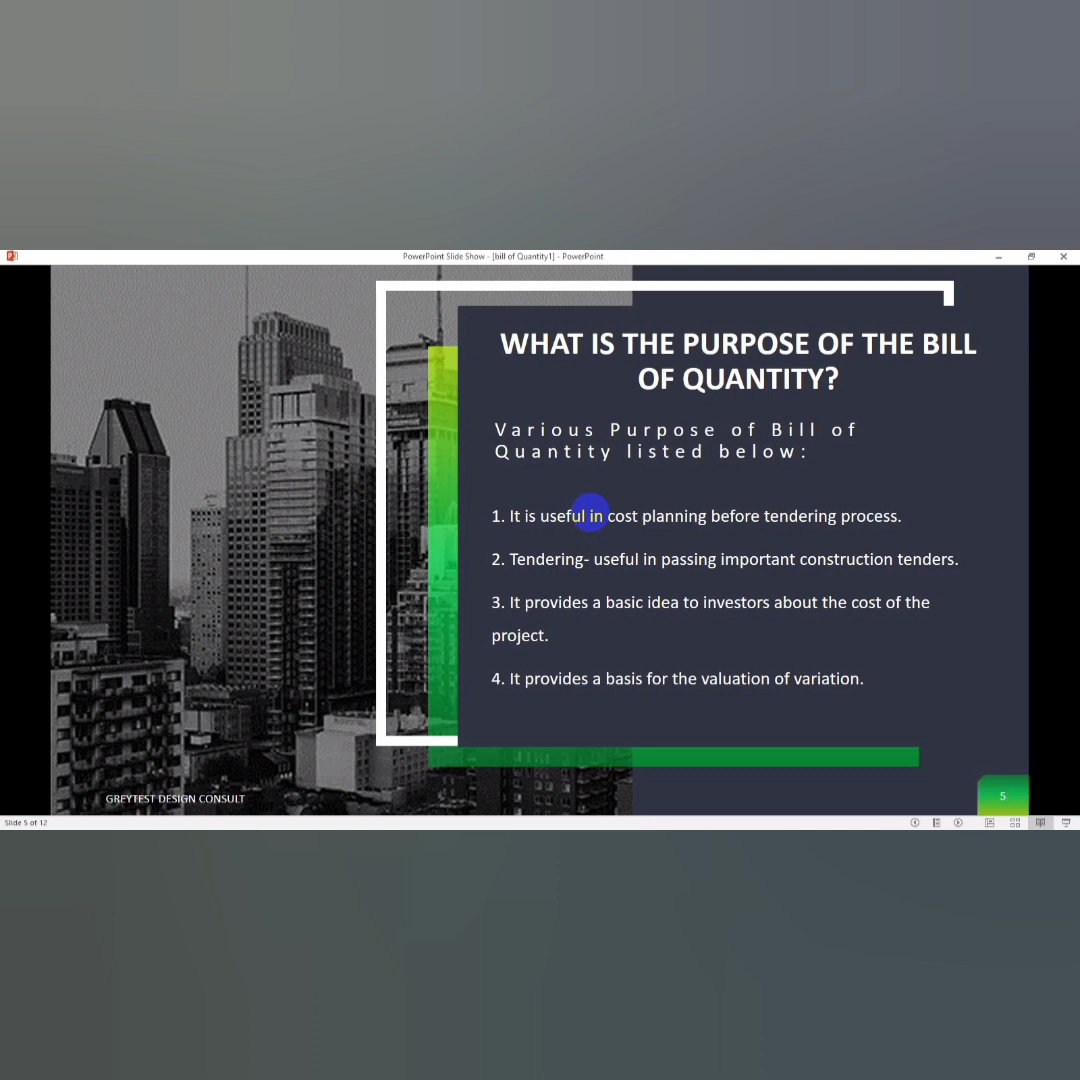 PowerPoint Slide Show - [bill of Quantity1] - PowerPoint
WHAT IS THE PURPOSE OF THE BILL
OF QUANTITY?
Various Purpose of Bill of
Quantity listed below:
1. It is useful in cost planning before tendering process.
2. Tendering- useful in passing important construction tenders.
3. It provides a basic idea to investors about the cost of the
project.
4. It provides a basis for the valuation of variation.
GREYTEST DESIGN CONSULT
5
Slide 5 of 12